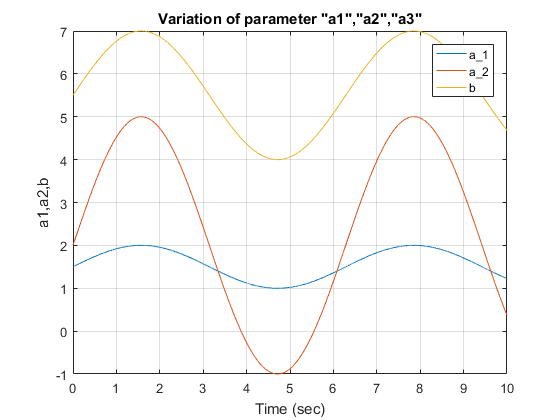 Variation of parameter "a1","a2","a3"
7
6
5
4
3
2
1
0
-1
a1,a2,b
a_1
a_2
b
0 1 2 3 4 5 6 7 8 9 10
Time (sec)